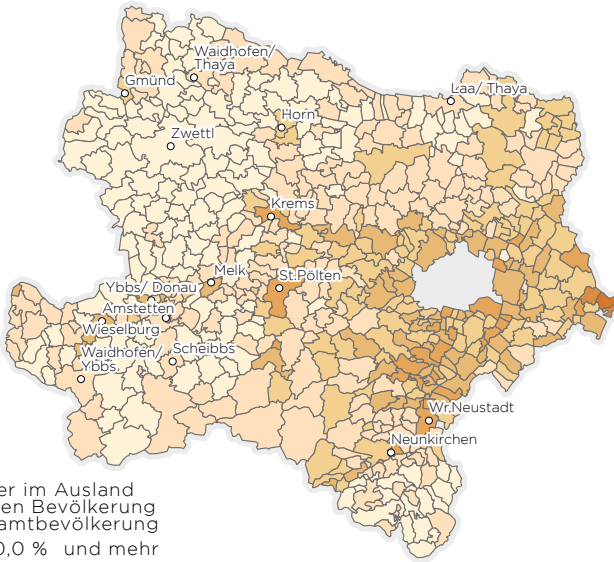 Waidhofen/
Thaya
Gmünd
Laa/ Thaya
Horn
Zwettl
Krems
Melk
St.Pölten
Ybbs/ Donau
Amstetten
Wieselburg
Waidhofen/
Ybbs
Scheibbs
Wr.Neustadt
Neunkirchen
er im Ausland
en Bevölkerung
amtbevölkerung
0,0 % und mehr